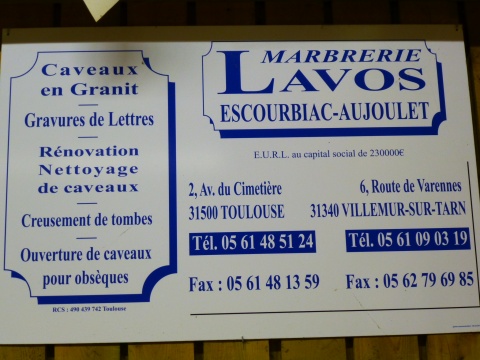 Caveaux
en Granit
Gravures de Lettres
Rénovation
Nettoyage
de caveaux
Creusement de tombes
Ouverture de caveaux
pour obsèques
RCS : 490 439 742 Toulouse
MARBRERIE
LAVOS
ESCOURBIAC-AUJOULET
E.U.R.L. au capital social de 230000€
2, Av. du Cimetière
31500 TOULOUSE
Tél. 05 61 48 51 24
Fax : 05 61 48 13 59
6, Route de Varennes
31340 VILLEMUR-SUR-TARN
Tél. 05 61 09 03 19
Fax : 05 62 79 69 85